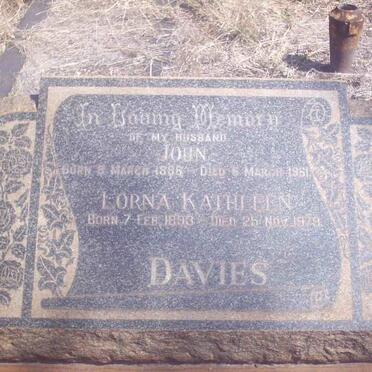 In Loving Memory
OF MY HUSBAND
JOHN
BORN 8 MARCH 1886 – DIED 6 MARCH 1961
LORNA KATHLEEN
BORN 7 FEB. 1893 – DIED 25 NOV. 1979
DAVIES